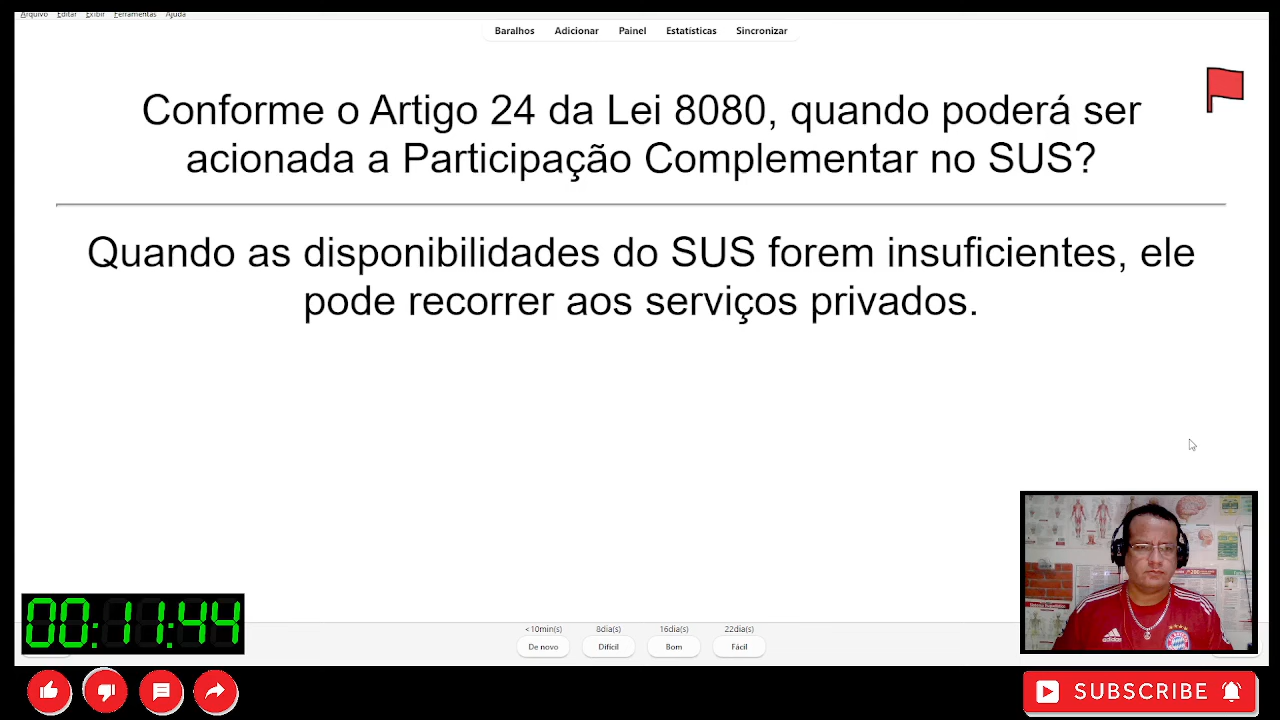 Arquivo Editar Exibir Ferramentas Ajuda
Baralhos Adicionar Painel Estatísticas Sincronizar
Conforme o Artigo 24 da Lei 8080, quando poderá ser
acionada a Participação Complementar no SUS?
Quando as disponibilidades do SUS forem insuficientes, ele
pode recorrer aos serviços privados.
00:11:44
<10min(s) 8dia(s) 16dia(s) 22dia(s)
De novo Difícil Bom Fácil
adidas
SUBSCRIBE